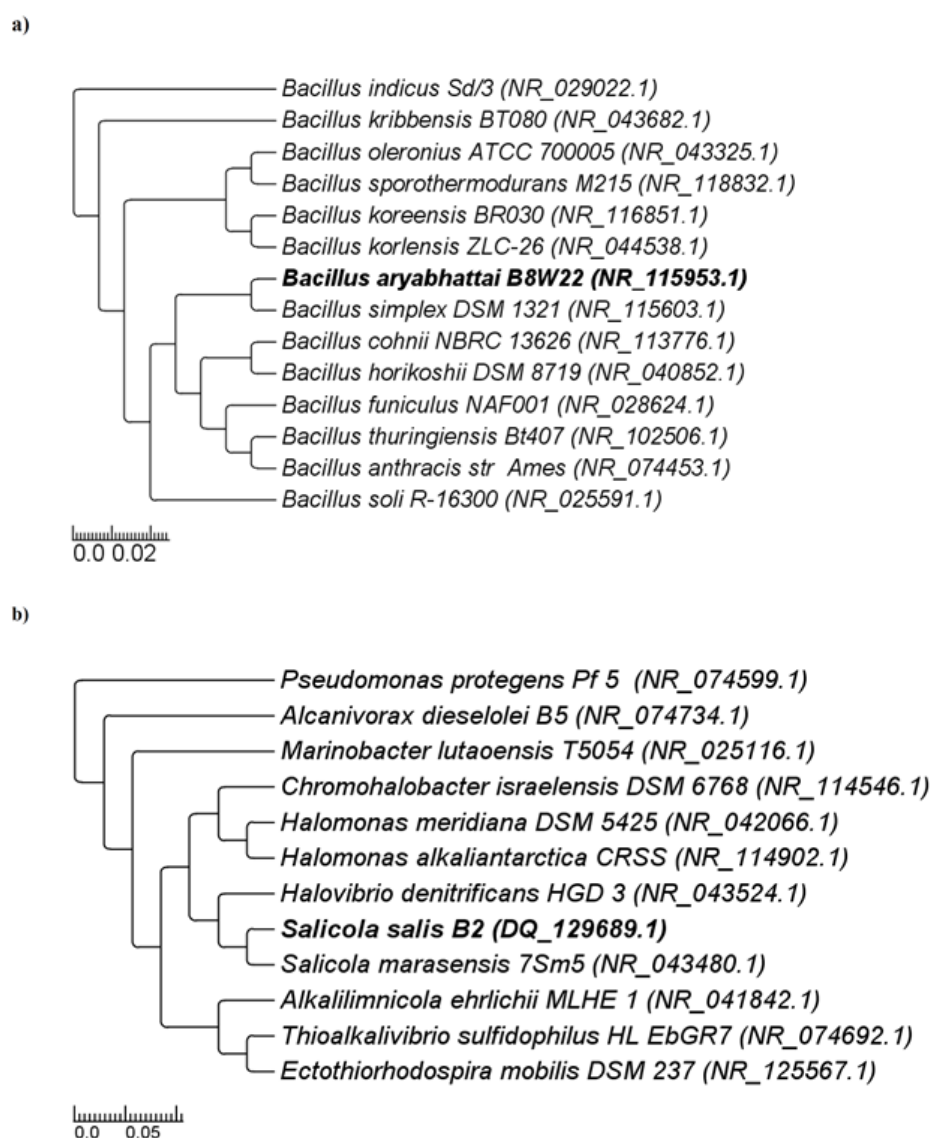 a)
Bacillus indicus Sd/3 (NR_029022.1)
Bacillus kribbensis BT080 (NR_043682.1)
Bacillus oleronius ATCC 700005 (NR_043325.1)
Bacillus sporothermodurans M215 (NR_118832.1)
Bacillus koreensis BR030 (NR_116851.1)
Bacillus korlensis ZLC-26 (NR_044538.1)
Bacillus aryabhattai B8W22 (NR_115953.1)
Bacillus simplex DSM 1321 (NR_115603.1)
Bacillus cohnii NBRC 13626 (NR_113776.1)
Bacillus horikoshii DSM 8719 (NR_040852.1)
Bacillus funiculus NAF001 (NR_028624.1)
Bacillus thuringiensis Bt407 (NR_102506.1)
Bacillus anthracis str Ames (NR_074453.1)
Bacillus soli R-16300 (NR_025591.1)
0.0 0.02
b)
Pseudomonas protegens Pf 5 (NR_074599.1)
Alcanivorax dieselolei B5 (NR_074734.1)
Marinobacter lutaoensis T5054 (NR_025116.1)
Chromohalobacter israelensis DSM 6768 (NR_114546.1)
Halomonas meridiana DSM 5425 (NR_042066.1)
Halomonas alkaliantarctica CRSS (NR_114902.1)
Halovibrio denitrificans HGD 3 (NR_043524.1)
Salicola salis B2 (DQ_129689.1)
Salicola marasensis 7Sm5 (NR_043480.1)
Alkalilimnicola ehrlichii MLHE 1 (NR_041842.1)
Thioalkalivibrio sulfidophilus HL EbGR7 (NR_074692.1)
Ectothiorhodospira mobilis DSM 237 (NR_125567.1)
0.0 0.05